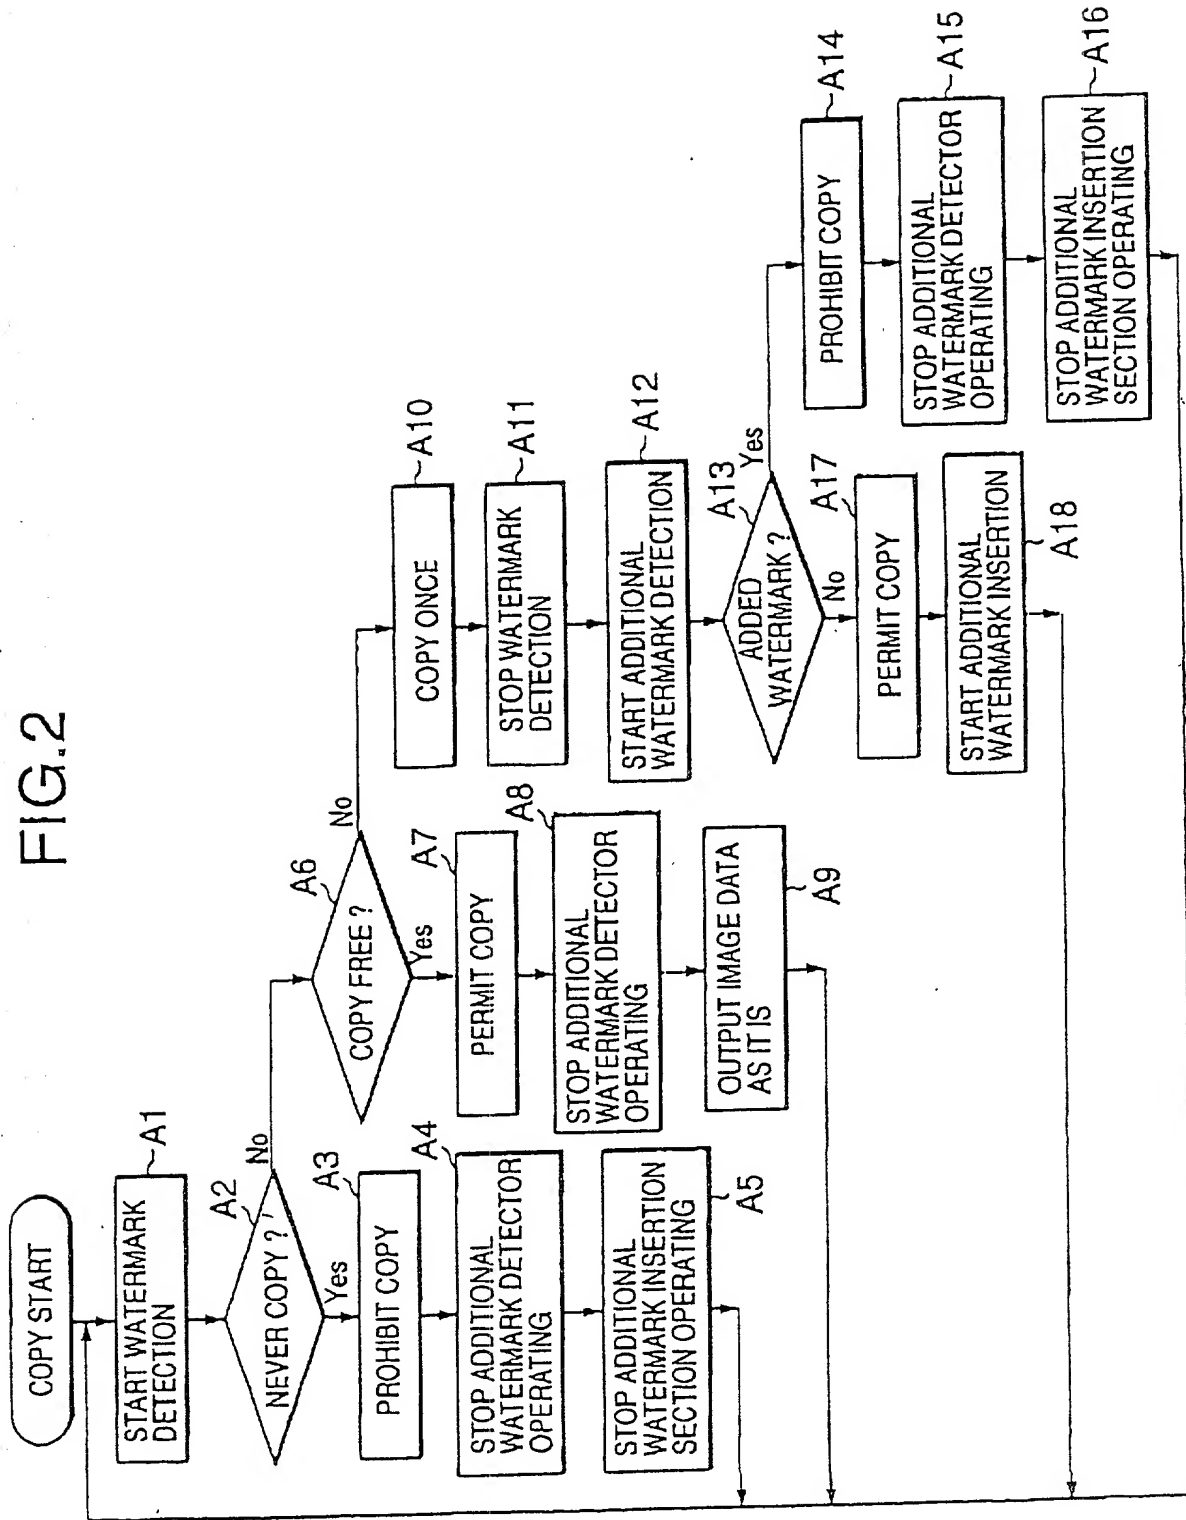 FIG.2
COPY START
START WATERMARK
DETECTION
A1
NEVER COPY ?
A2
No
Yes
PROHIBIT COPY
A3
STOP ADDITIONAL
WATERMARK DETECTOR
OPERATING
A4
STOP ADDITIONAL
WATERMARK INSERTION
SECTION OPERATING
A5
COPY FREE ?
A6
No
Yes
PERMIT COPY
A7
STOP ADDITIONAL
WATERMARK DETECTOR
OPERATING
A8
OUTPUT IMAGE DATA
AS IT IS
A9
COPY ONCE
A10
STOP WATERMARK
DETECTION
A11
START ADDITIONAL
WATERMARK DETECTION
A12
ADDED
WATERMARK ?
A13
Yes
No
PROHIBIT COPY
A14
STOP ADDITIONAL
WATERMARK DETECTOR
OPERATING
A15
STOP ADDITIONAL
WATERMARK INSERTION
SECTION OPERATING
A16
PERMIT COPY
A17
START ADDITIONAL
WATERMARK INSERTION
A18